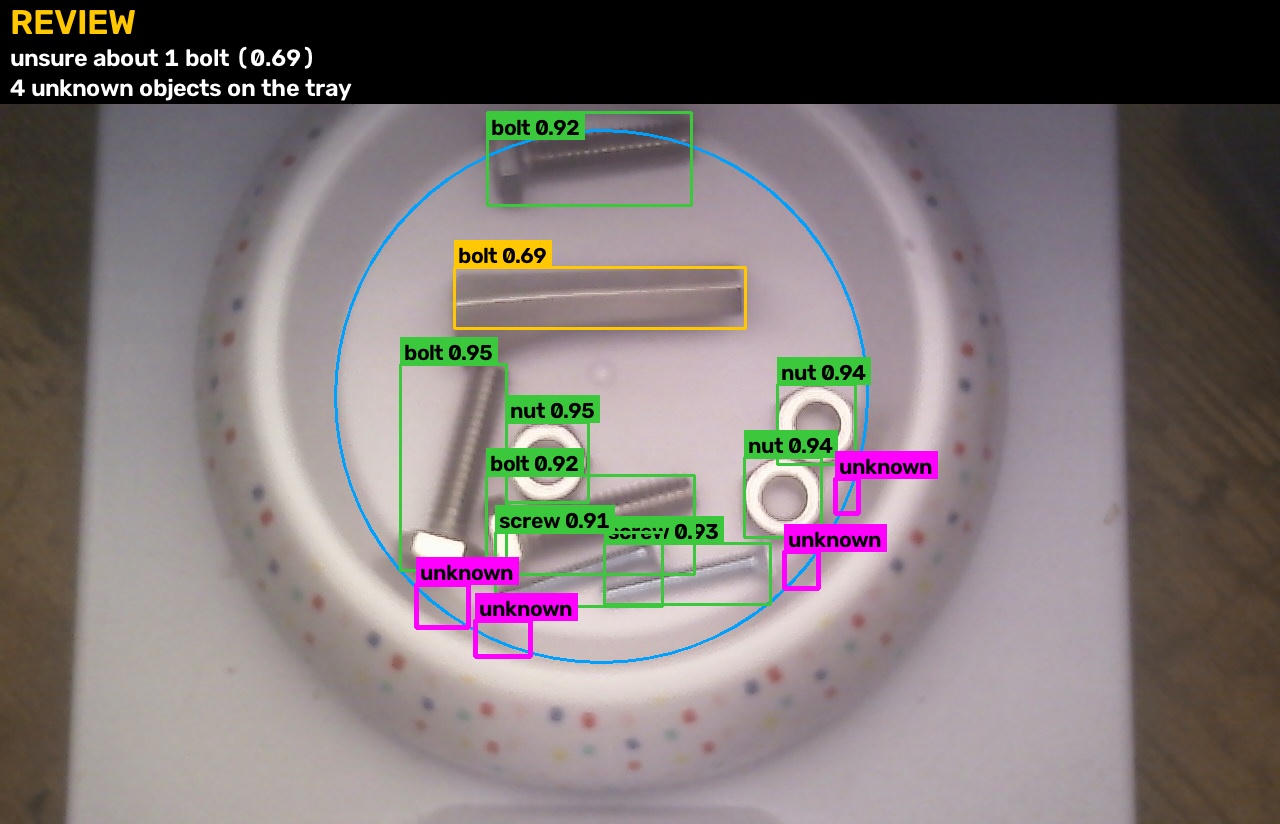 REVIEW
unsure about 1 bolt (0.69)
4 unknown objects on the tray
bolt 0.92
bolt 0.69
bolt 0.95
nut 0.94
nut 0.95
nut 0.94
bolt 0.92
unknown
screw 0.91
screw 0.93
unknown
unknown
unknown